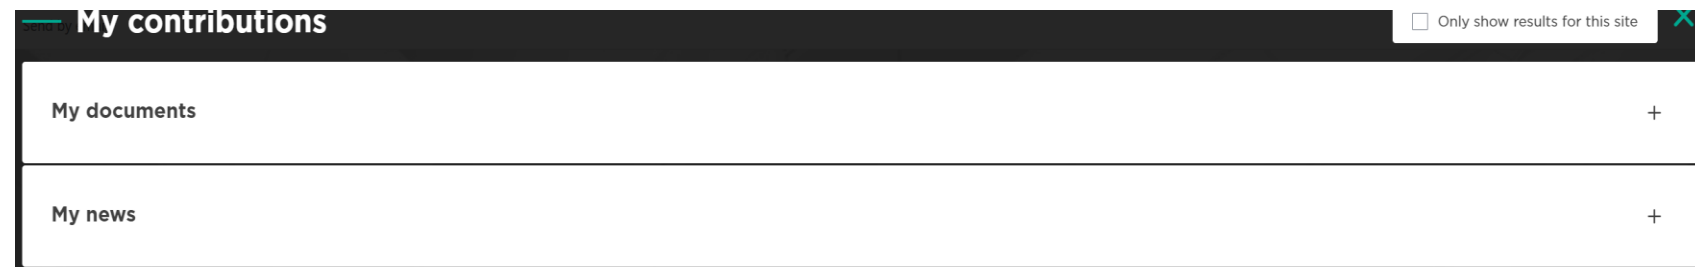 My contributions
Only show results for this site
My documents
My news